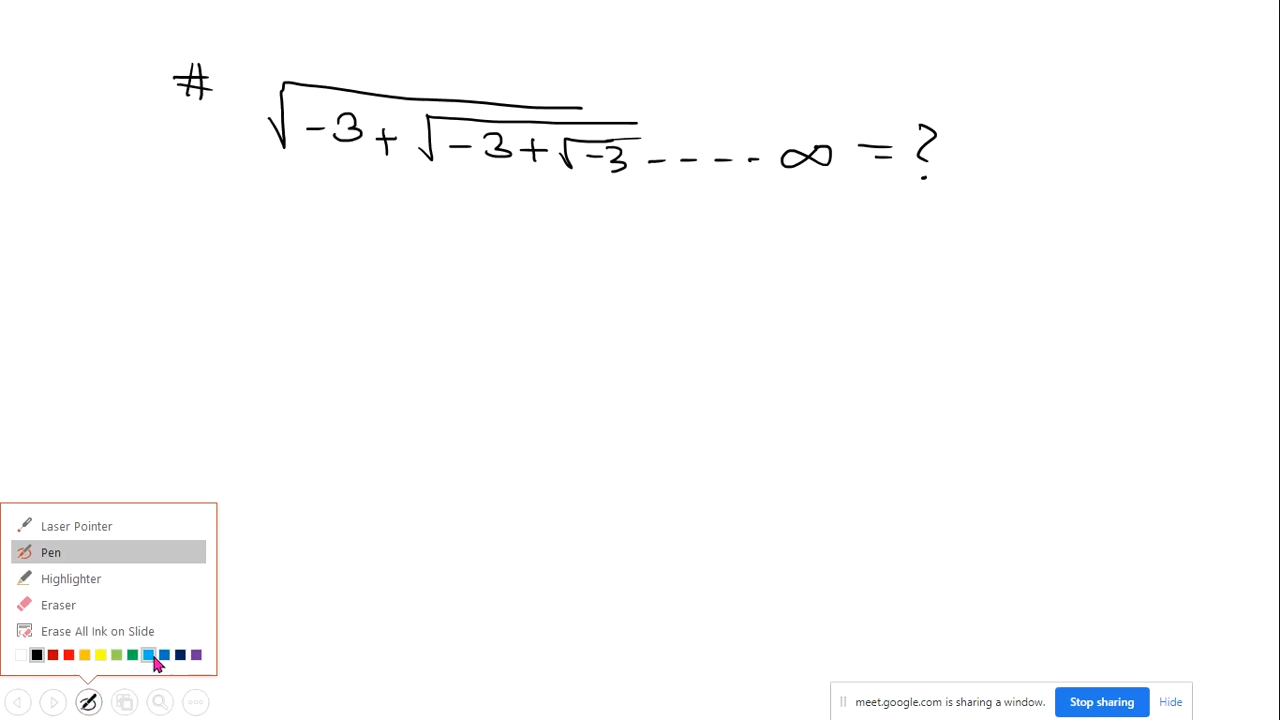 # √-3 + √-3 + √-3 ---- ∞ = ?
Laser Pointer
Pen
Highlighter
Eraser
Erase All Ink on Slide
meet.google.com is sharing a window. Stop sharing Hide